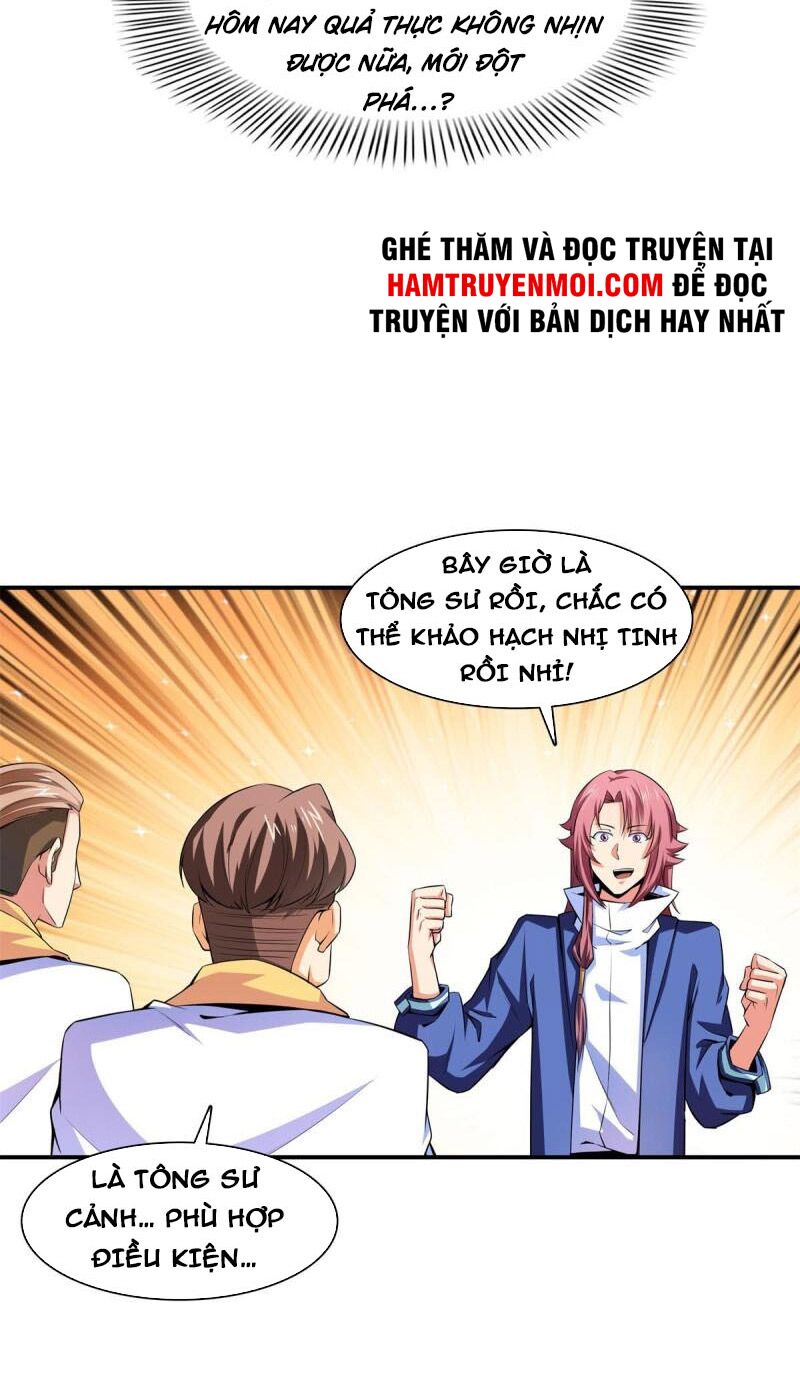 HÔM NAY QUẢ THỰC KHÔNG NHỊN
ĐƯỢC NỮA, MỚI ĐỘT
PHÁ...?
GHÉ THĂM VÀ ĐỌC TRUYỆN TẠI
HAMTRUYENMOI.COM ĐỂ ĐỌC
TRUYỆN VỚI BẢN DỊCH HAY NHẤT
BÂY GIỜ LÀ
TÔNG SƯ RỒI, CHẮC CÓ
THỂ KHẢO HẠCH NHỊ TINH
RỒI NHỈ!
LÀ TÔNG SƯ
CẢNH... PHÙ HỢP
ĐIỀU KIỆN...